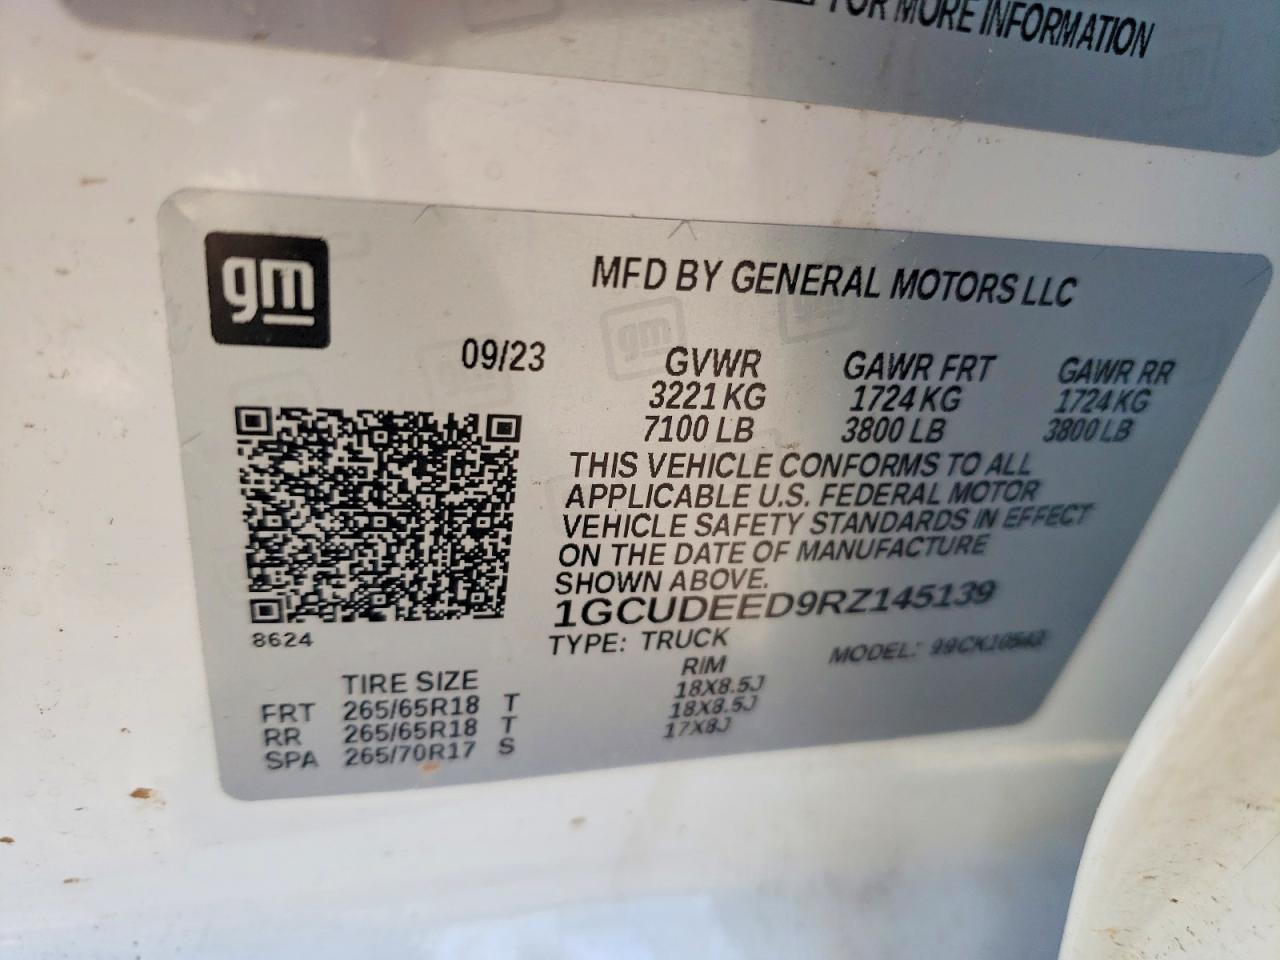 FOR MORE INFORMATION
gm
MFD BY GENERAL MOTORS LLC
09/23
GVWR GAWR FRT GAWR RR
3221 KG 1724 KG 1724 KG
7100 LB 3800 LB 3800 LB
THIS VEHICLE CONFORMS TO ALL
APPLICABLE U.S. FEDERAL MOTOR
VEHICLE SAFETY STANDARDS IN EFFECT
ON THE DATE OF MANUFACTURE
SHOWN ABOVE.
1GCUDEED9RZ145139
8624
TYPE: TRUCK MODEL:
TIRE SIZE RIM
FRT 265/65R18 T 18X8.5J
RR 265/65R18 T 18X8.5J
SPA 265/70R17 S 17X8J